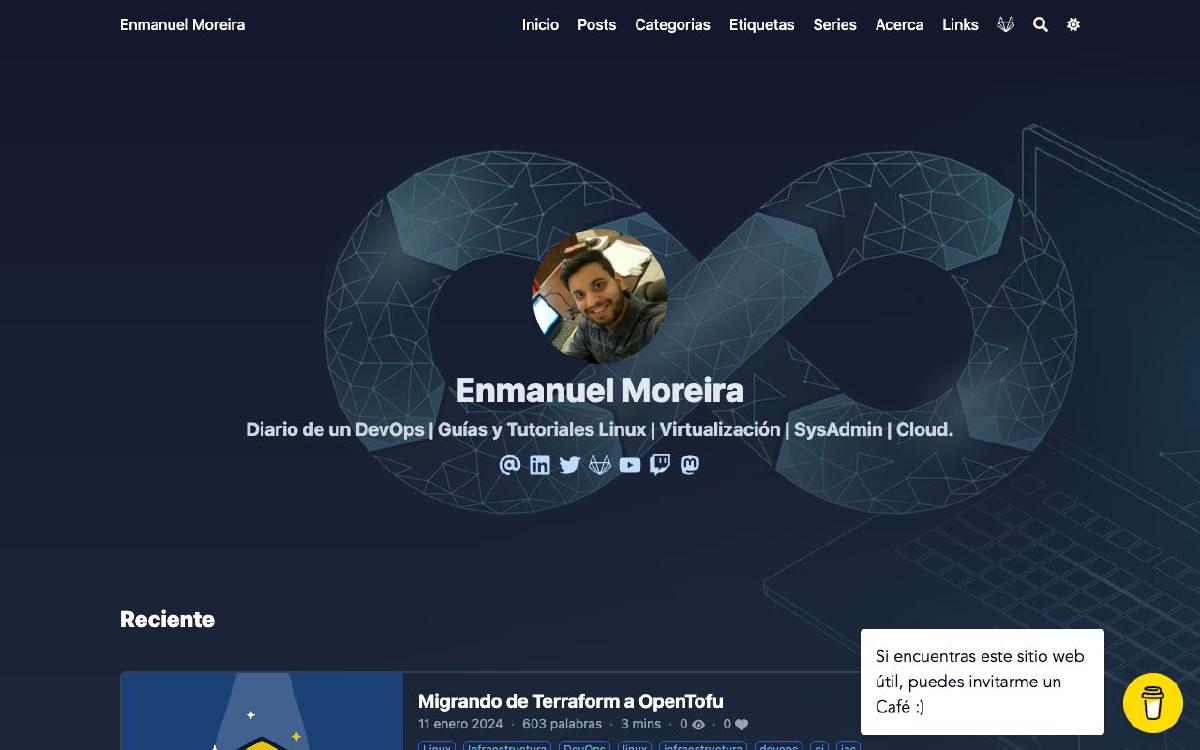 Enmanuel Moreira
Inicio Posts Categorias Etiquetas Series Acerca Links
Enmanuel Moreira
Diario de un DevOps | Guías y Tutoriales Linux | Virtualización | SysAdmin | Cloud.
Reciente
Migrando de Terraform a OpenTofu
11 enero 2024 · 603 palabras · 3 mins · 0 · 0
Linux Infraestructura DevOps linux infraestructura devops ci iac
Si encuentras este sitio web
útil, puedes invitarme un
Café :)